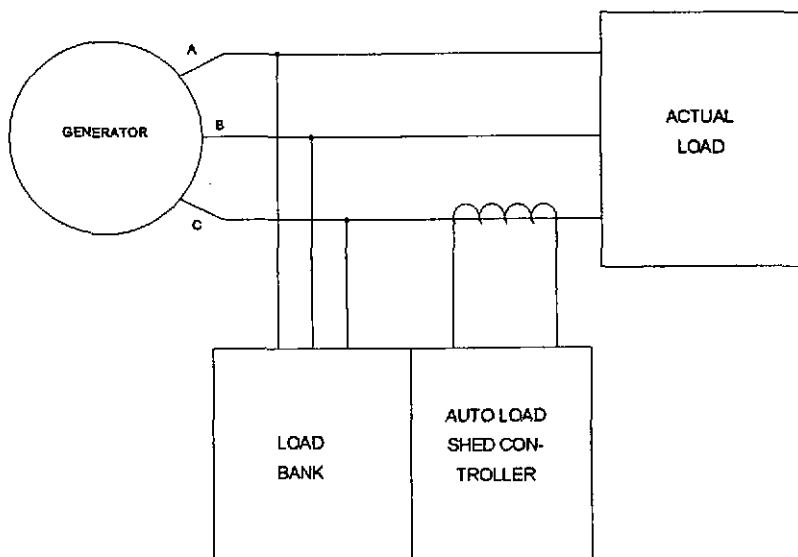 A
GENERATOR
B
C
ACTUAL
LOAD
LOAD
BANK
AUTO LOAD
SHED CON-
TROLLER